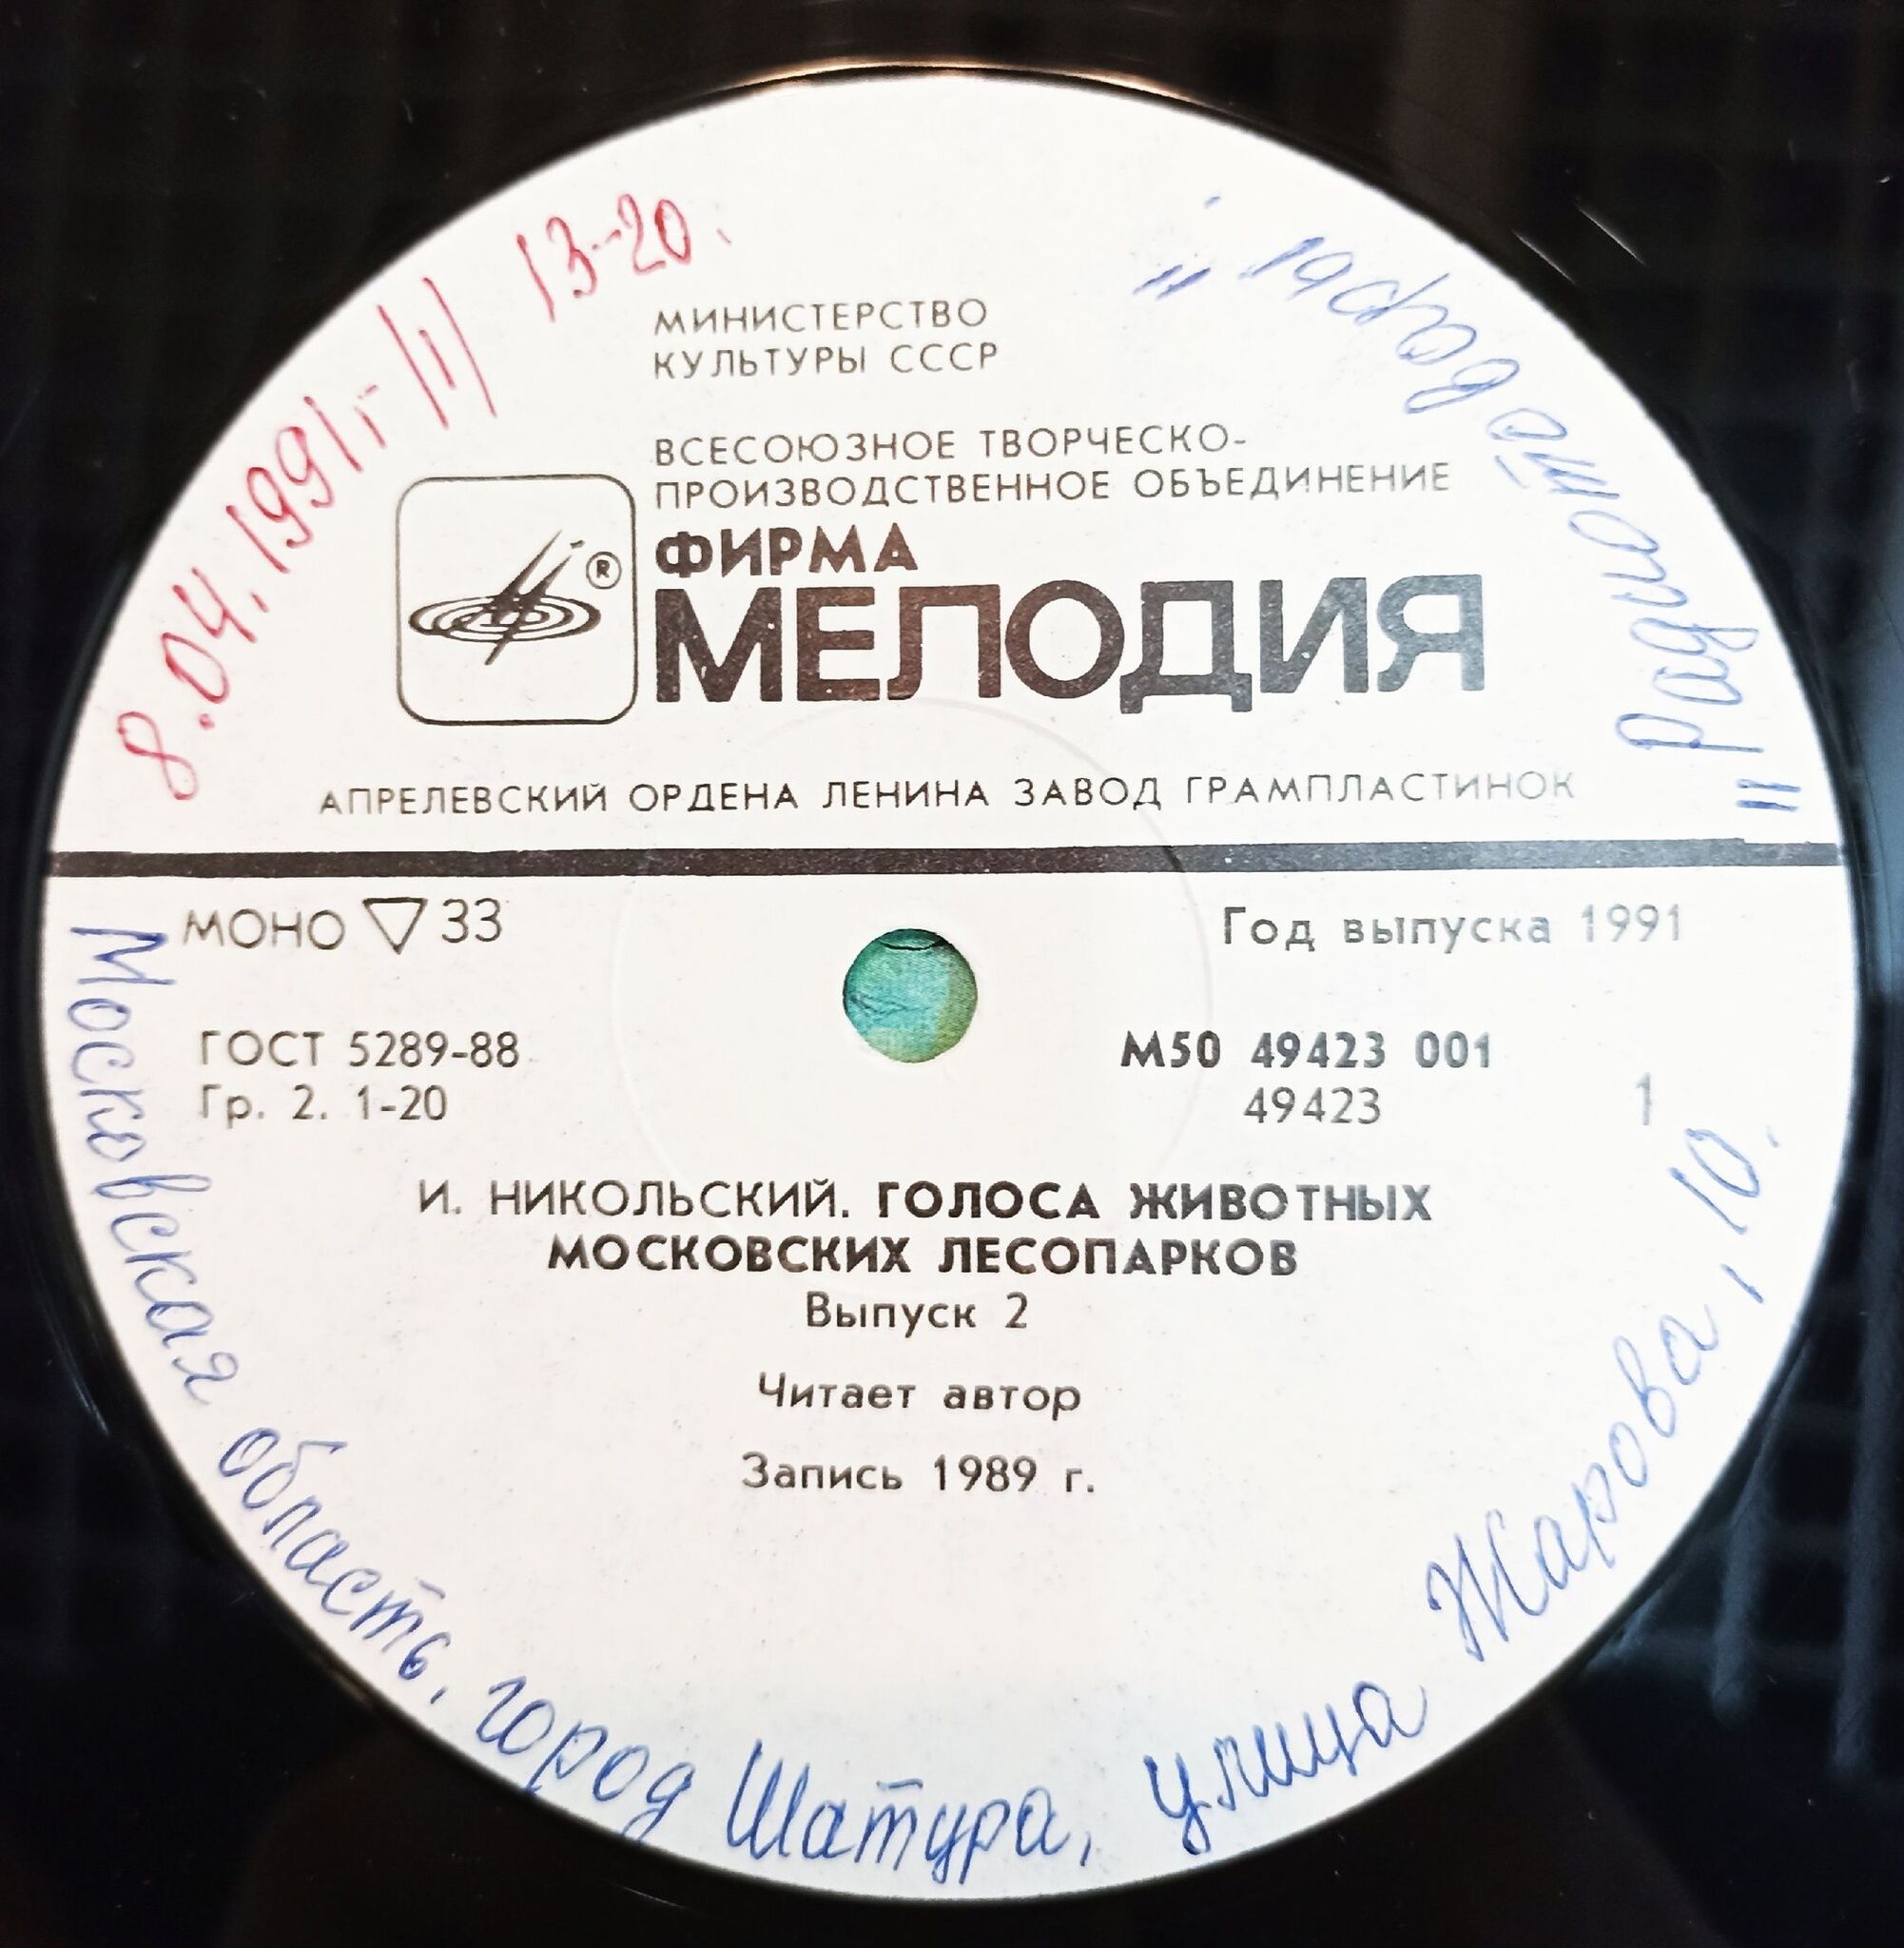 8.04.1991г /I/ 13-20.
"Радиотовары"
МИНИСТЕРСТВО
КУЛЬТУРЫ СССР
ВСЕСОЮЗНОЕ ТВОРЧЕСКО-
ПРОИЗВОДСТВЕННОЕ ОБЪЕДИНЕНИЕ
ФИРМА
МЕЛОДИЯ
®
АПРЕЛЕВСКИЙ ОРДЕНА ЛЕНИНА ЗАВОД ГРАМПЛАСТИНОК
МОНО ▽ 33
Год выпуска 1991
ГОСТ 5289-88
Гр. 2. 1-20
М50 49423 001
49423
1
И. НИКОЛЬСКИЙ. ГОЛОСА ЖИВОТНЫХ
МОСКОВСКИХ ЛЕСОПАРКОВ
Выпуск 2
Читает автор
Запись 1989 г.
Московская область, город Шатура, улица Жарова, 10.